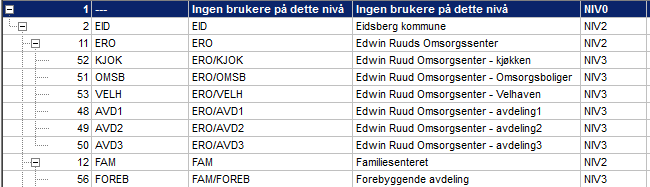 1 --- Ingen brukere på dette nivå Ingen brukere på dette nivå NIV0
2 EID EID Eidsberg kommune NIV2
11 ERO ERO Edwin Ruuds Omsorgssenter NIV2
52 KJOK ERO/KJOK Edwin Ruud Omsorgsenter - kjøkken NIV3
51 OMSB ERO/OMSB Edwin Ruud Omsorgsenter - Omsorgsboliger NIV3
53 VELH ERO/VELH Edwin Ruud Omsorgsenter - Velhaven NIV3
48 AVD1 ERO/AVD1 Edwin Ruud Omsorgsenter - avdeling1 NIV3
49 AVD2 ERO/AVD2 Edwin Ruud Omsorgsenter - avdeling2 NIV3
50 AVD3 ERO/AVD3 Edwin Ruud Omsorgsenter - avdeling3 NIV3
12 FAM FAM Familiesenteret NIV2
56 FOREB FAM/FOREB Forebyggende avdeling NIV3